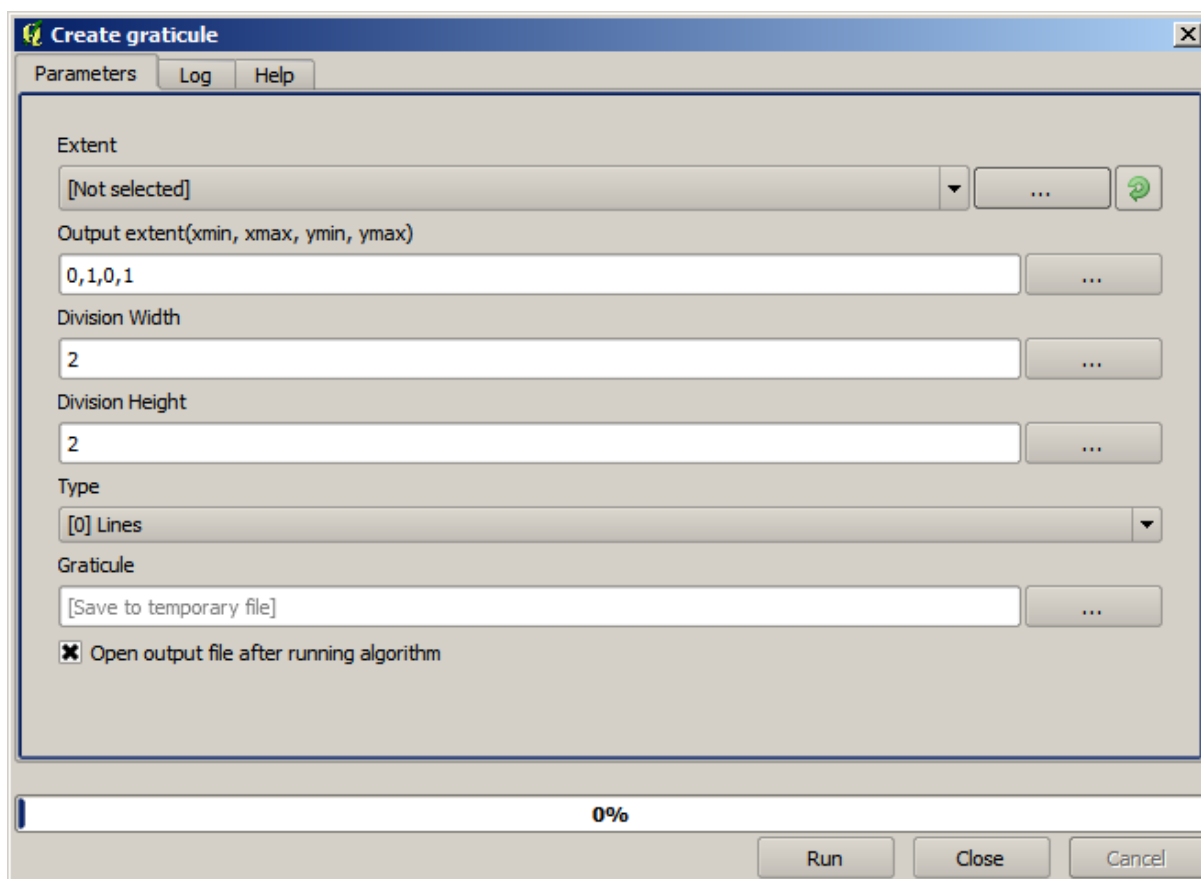 Create graticule
Parameters Log Help
Extent
[Not selected] ...
Output extent(xmin, xmax, ymin, ymax)
0,1,0,1 ...
Division Width
2 ...
Division Height
2 ...
Type
[0] Lines
Graticule
[Save to temporary file] ...
Open output file after running algorithm
0%
Run Close Cancel